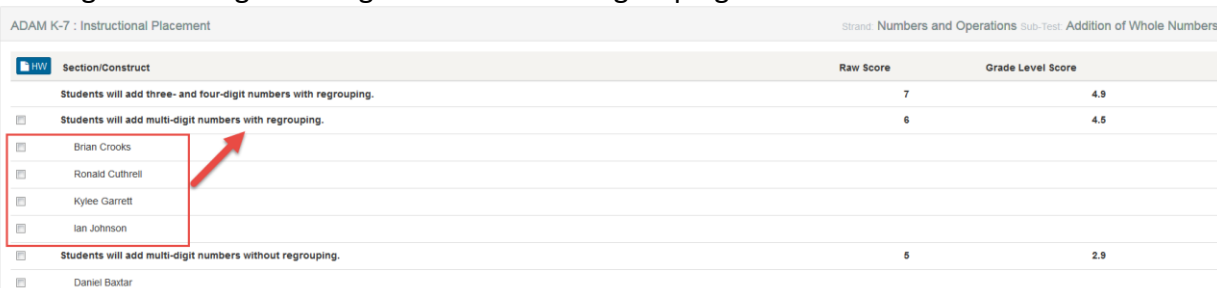 ADAM K-7 : Instructional Placement Strand: Numbers and Operations Sub-Test: Addition of Whole Numbers
HW Section/Construct Raw Score Grade Level Score
Students will add three- and four-digit numbers with regrouping. 7 4.9
Students will add multi-digit numbers with regrouping. 6 4.5
Brian Crooks
Ronald Cuthrell
Kylee Garrett
Ian Johnson
Students will add multi-digit numbers without regrouping. 5 2.9
Daniel Baxtar